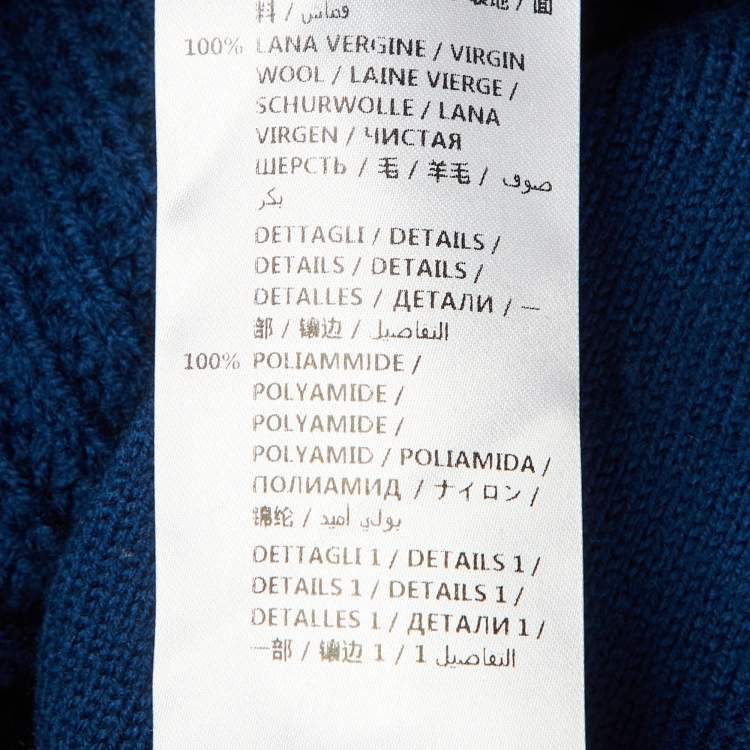 料 / قماش
100% LANA VERGINE / VIRGIN
WOOL / LAINE VIERGE /
SCHURWOLLE / LANA
VIRGEN / ЧИСТАЯ
ШЕРСТЬ / 毛 / 羊毛 / صوف
بكر
DETTAGLI / DETAILS /
DETAILS / DETAILS /
DETALLES / ДЕТАЛИ / 一
部 / 镶边 / التفاصيل
100% POLIAMMIDE /
POLYAMIDE /
POLYAMIDE /
POLYAMID / POLIAMIDA /
ПОЛИАМИД / ナイロン /
锦纶 / بولي أميد
DETTAGLI 1 / DETAILS 1 /
DETAILS 1 / DETAILS 1 /
DETALLES 1 / ДЕТАЛИ 1 /
一部 / 镶边 1 / التفاصيل 1